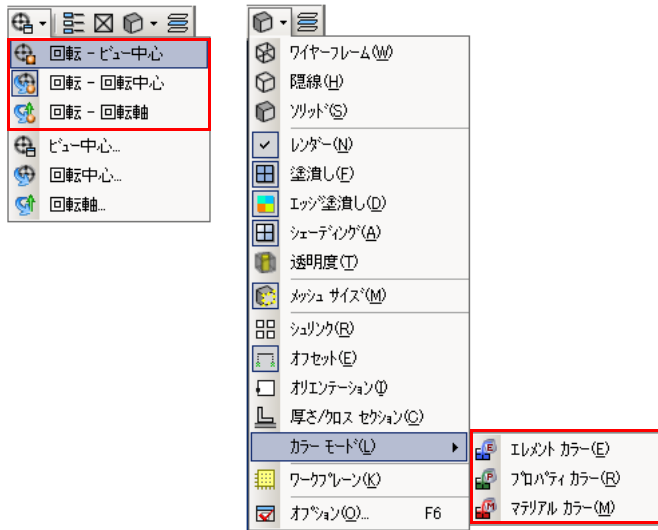 回転 - ビュー中心
回転 - 回転中心
回転 - 回転軸
ビュー中心...
回転中心...
回転軸...
ワイヤーフレーム(W)
隠線(H)
ソリッド(S)
レンダー(N)
塗潰し(F)
エッジ塗潰し(D)
シェーディング(A)
透明度(T)
メッシュ サイズ(M)
シュリンク(R)
オフセット(E)
オリエンテーション(I)
厚さ/クロス セクション(C)
カラー モード(L)
エレメント カラー(E)
プロパティ カラー(R)
マテリアル カラー(M)
ワークプレーン(K)
オプション(O)... F6